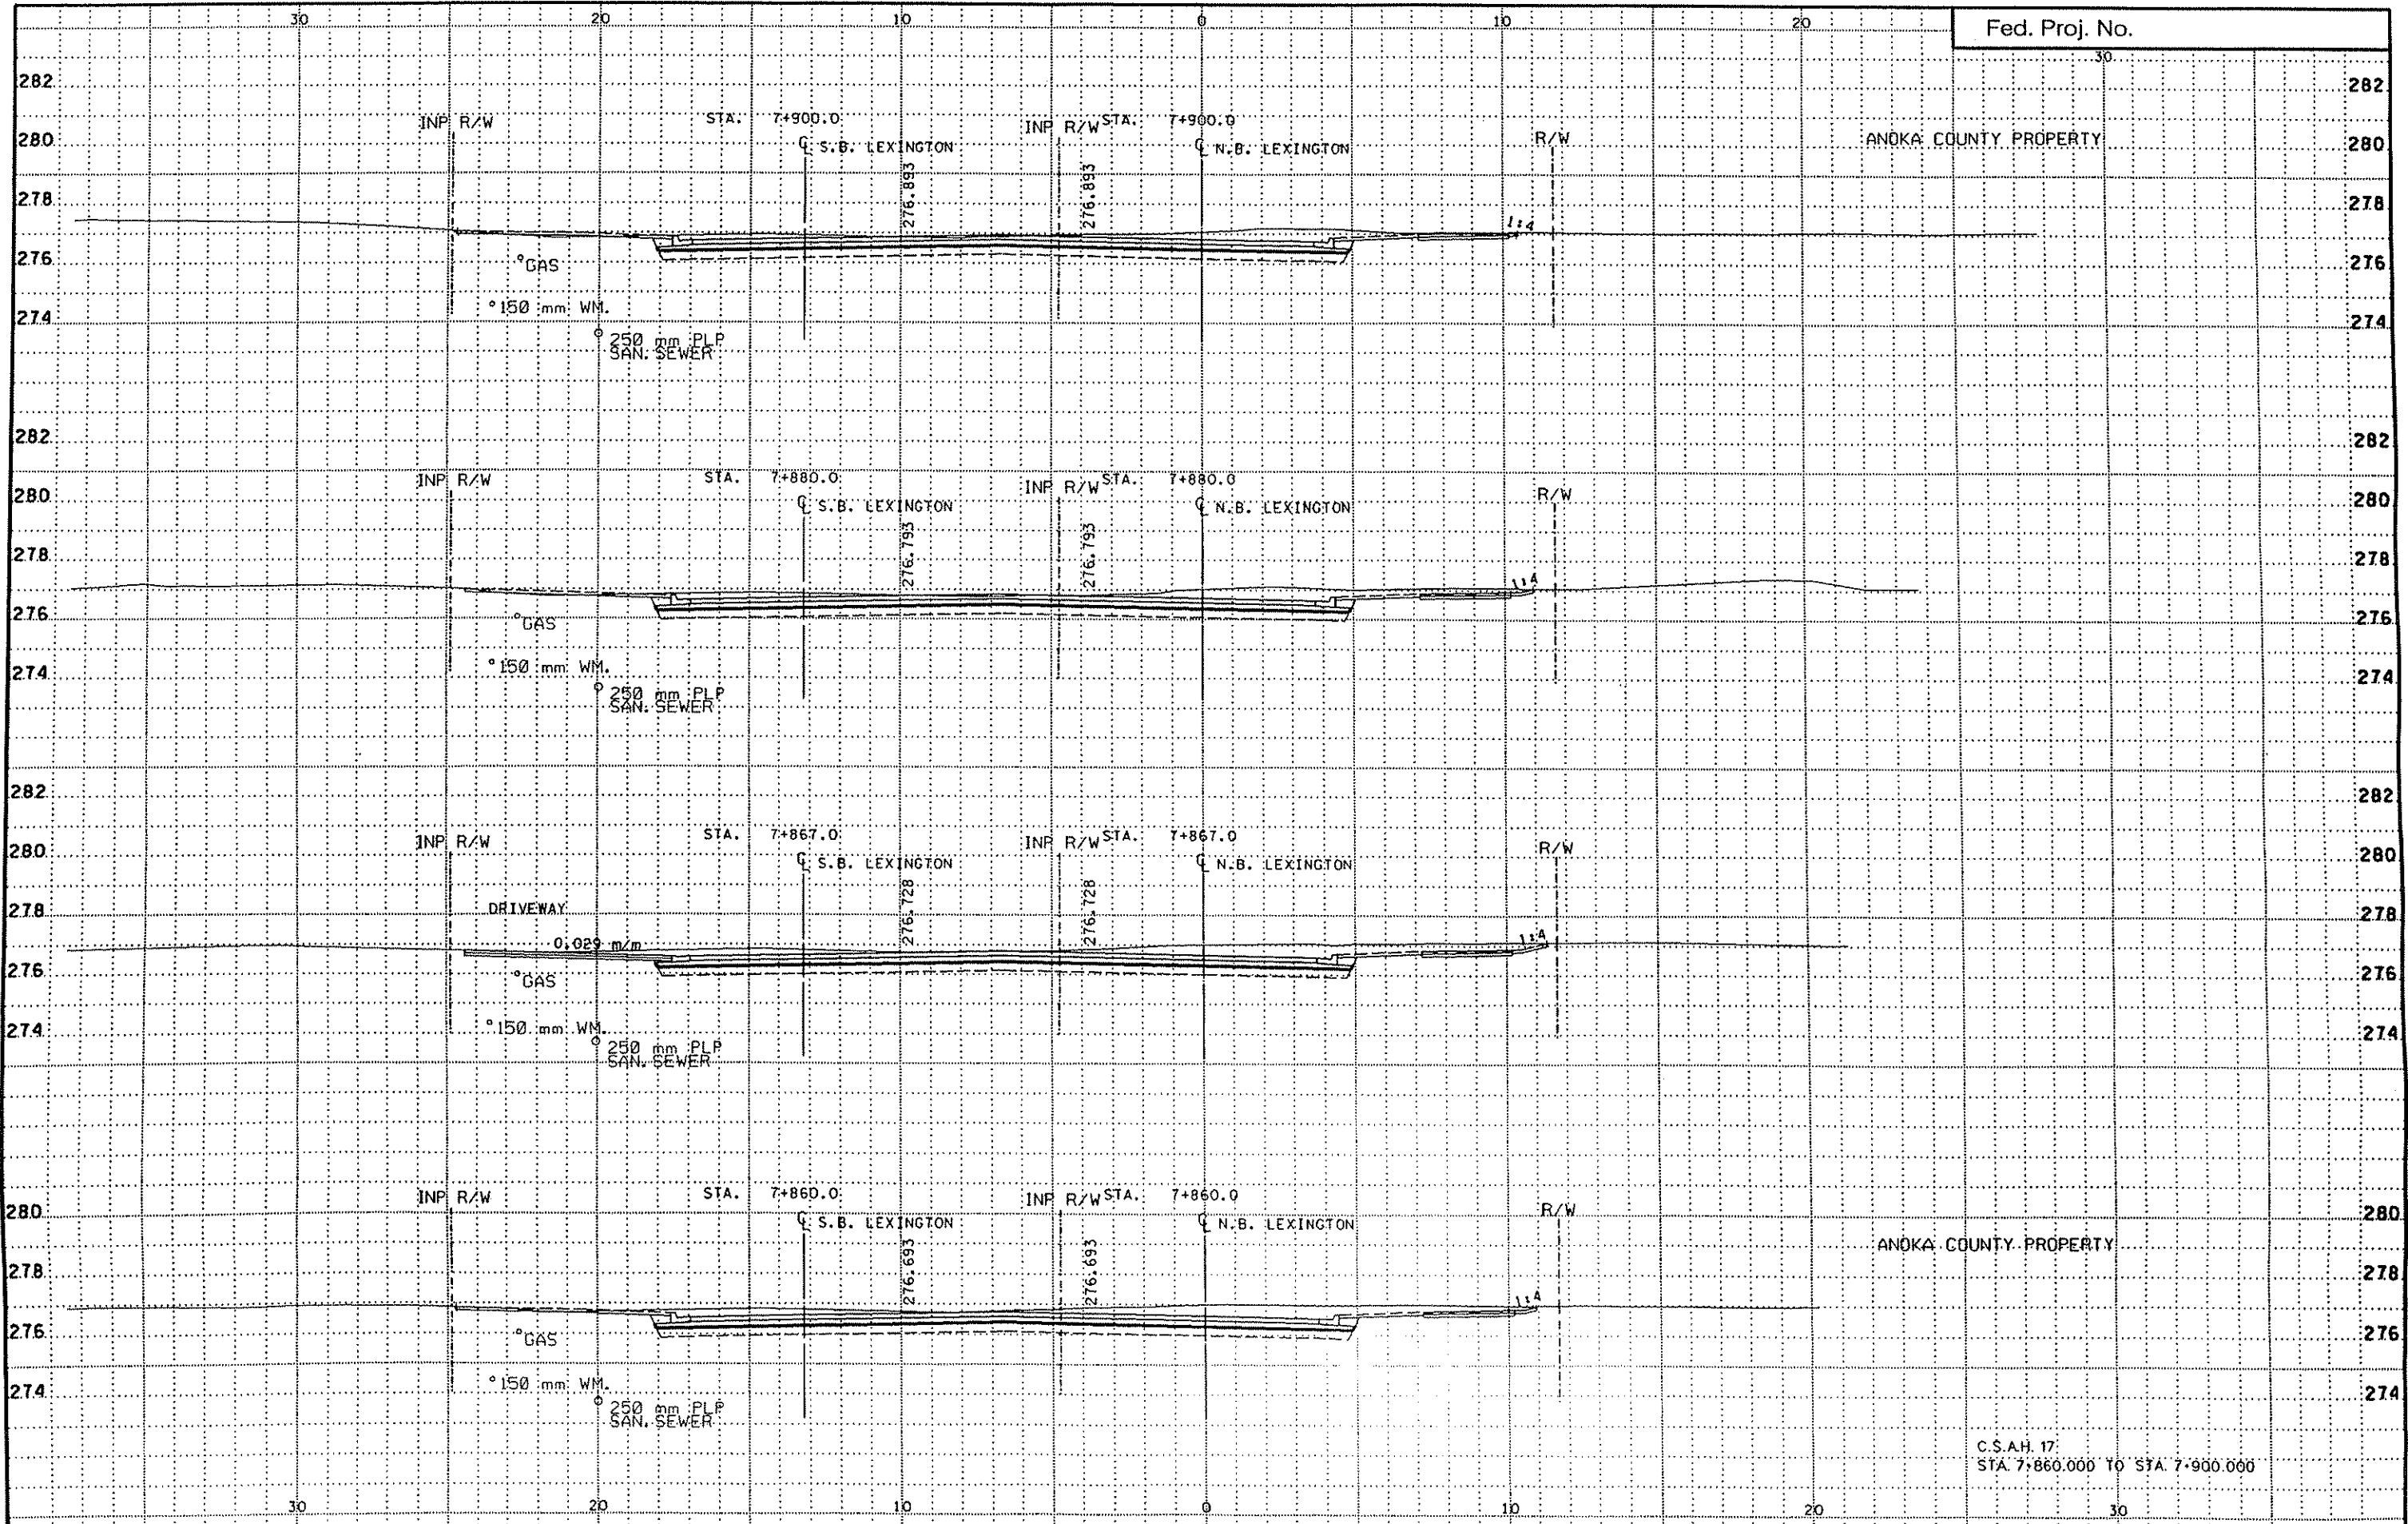 30 20 10 0 10 20
Fed. Proj. No.
30
282 282
INP R/W STA. 7+900.0 INP R/W STA. 7+900.0 R/W
280 ℄ S.B. LEXINGTON ℄ N.B. LEXINGTON ANOKA COUNTY PROPERTY 280
276.893 276.893
278 278
1:4
276 °GAS 276
°150 mm WM.
274 274
250 mm PLP
SAN. SEWER
282 282
INP R/W STA. 7+880.0 INP R/W STA. 7+880.0 R/W
280 ℄ S.B. LEXINGTON ℄ N.B. LEXINGTON 280
276.793 276.793
278 278
1:4
276 °GAS 276
°150 mm WM.
274 274
250 mm PLP
SAN. SEWER
282 282
INP R/W STA. 7+867.0 INP R/W STA. 7+867.0 R/W
280 ℄ S.B. LEXINGTON ℄ N.B. LEXINGTON 280
276.728 276.728
278 DRIVEWAY 278
0.029 m/m 1:4
276 °GAS 276
°150 mm WM.
274 274
250 mm PLP
SAN. SEWER
INP R/W STA. 7+860.0 INP R/W STA. 7+860.0 R/W
280 ℄ S.B. LEXINGTON ℄ N.B. LEXINGTON 280
ANOKA COUNTY PROPERTY
276.693 276.693
278 278
1:4
276 °GAS 276
°150 mm WM.
274 274
250 mm PLP
SAN. SEWER
C.S.A.H. 17
STA. 7+860.000 TO STA. 7+900.000
30 20 10 0 10 20 30